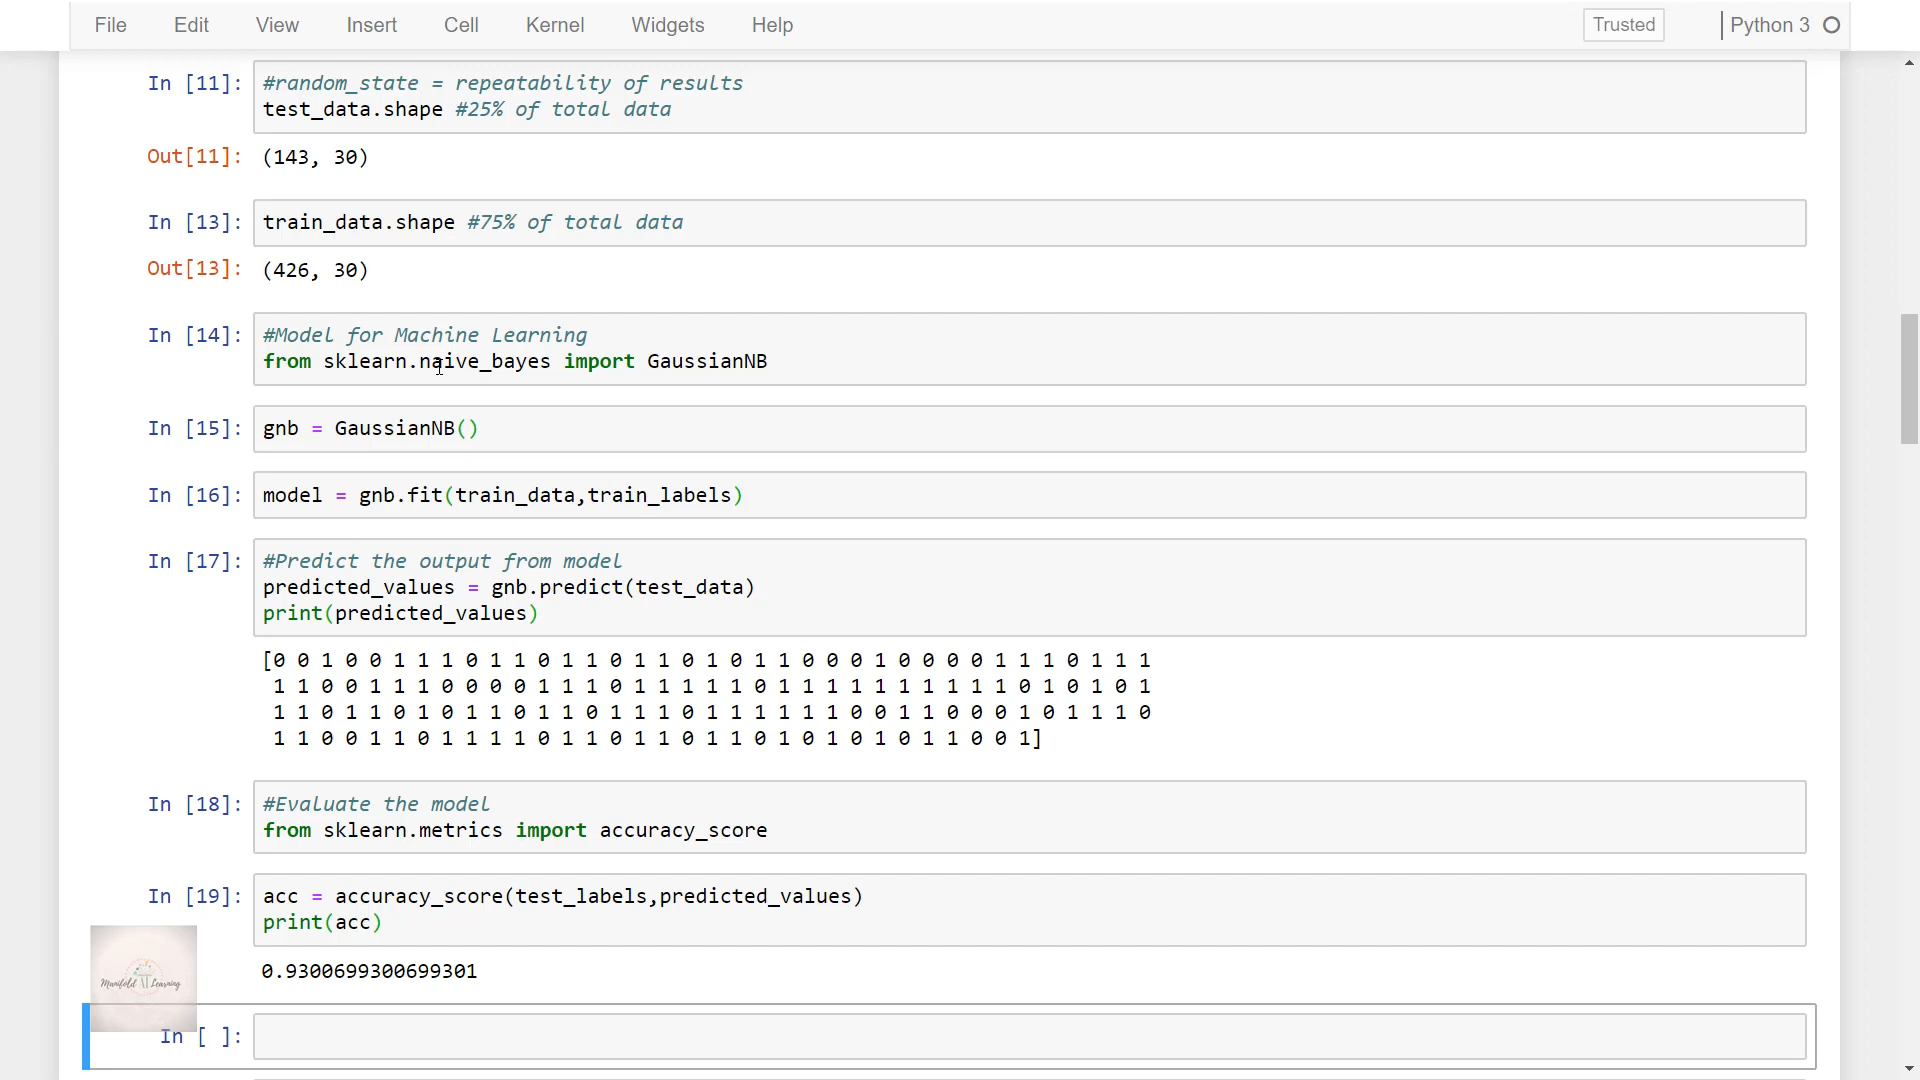 File Edit View Insert Cell Kernel Widgets Help Trusted Python 3
In [11]: #random_state = repeatability of results
test_data.shape #25% of total data
Out[11]: (143, 30)
In [13]: train_data.shape #75% of total data
Out[13]: (426, 30)
In [14]: #Model for Machine Learning
from sklearn.naive_bayes import GaussianNB
In [15]: gnb = GaussianNB()
In [16]: model = gnb.fit(train_data,train_labels)
In [17]: #Predict the output from model
predicted_values = gnb.predict(test_data)
print(predicted_values)
[0 0 1 0 0 1 1 1 0 1 1 0 1 1 0 1 1 0 1 0 1 1 0 0 0 1 0 0 0 0 1 1 1 0 1 1 1
1 1 0 0 1 1 1 0 0 0 0 1 1 1 0 1 1 1 1 1 0 1 1 1 1 1 1 1 1 1 1 0 1 0 1 0 1
1 1 0 1 1 0 1 0 1 1 0 1 1 0 1 1 1 0 1 1 1 1 1 1 0 0 1 1 0 0 0 1 0 1 1 1 0
1 1 0 0 1 1 0 1 1 1 1 0 1 1 0 1 1 0 1 1 0 1 0 1 0 1 0 1 1 0 0 1]
In [18]: #Evaluate the model
from sklearn.metrics import accuracy_score
In [19]: acc = accuracy_score(test_labels,predicted_values)
print(acc)
0.9300699300699301
Manifold Learning
In [ ]: